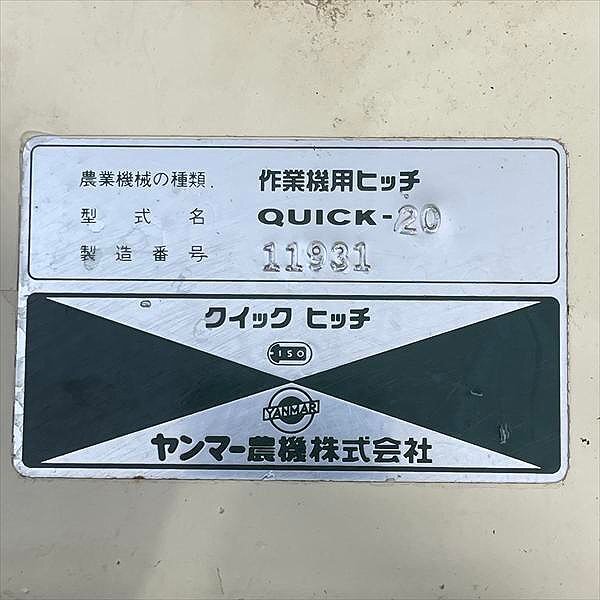 農業機械の種類 作業機用ヒッチ
型式名 QUICK-20
製造番号 11931
クイック ヒッチ
ISO
YANMAR
ヤンマー農機株式会社